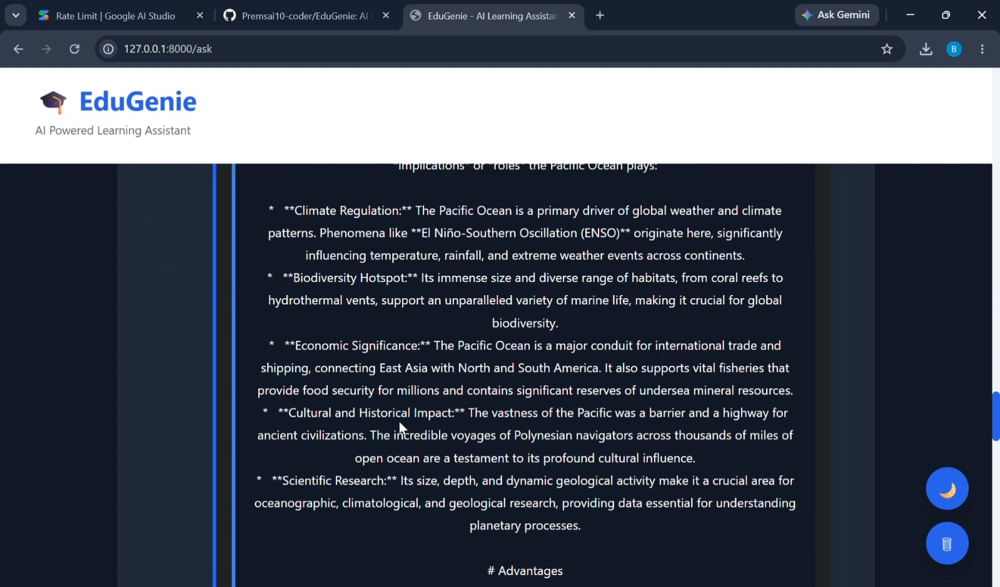 Rate Limit | Google AI Studio
Premsai10-coder/EduGenie: AI
EduGenie - AI Learning Assistan
Ask Gemini
127.0.0.1:8000/ask
B
EduGenie
AI Powered Learning Assistant
"implications" or "roles" the Pacific Ocean plays:
* **Climate Regulation:** The Pacific Ocean is a primary driver of global weather and climate
patterns. Phenomena like **El Niño-Southern Oscillation (ENSO)** originate here, significantly
influencing temperature, rainfall, and extreme weather events across continents.
* **Biodiversity Hotspot:** Its immense size and diverse range of habitats, from coral reefs to
hydrothermal vents, support an unparalleled variety of marine life, making it crucial for global
biodiversity.
* **Economic Significance:** The Pacific Ocean is a major conduit for international trade and
shipping, connecting East Asia with North and South America. It also supports vital fisheries that
provide food security for millions and contains significant reserves of undersea mineral resources.
* **Cultural and Historical Impact:** The vastness of the Pacific was a barrier and a highway for
ancient civilizations. The incredible voyages of Polynesian navigators across thousands of miles of
open ocean are a testament to its profound cultural influence.
* **Scientific Research:** Its size, depth, and dynamic geological activity make it a crucial area for
oceanographic, climatological, and geological research, providing data essential for understanding
planetary processes.
# Advantages